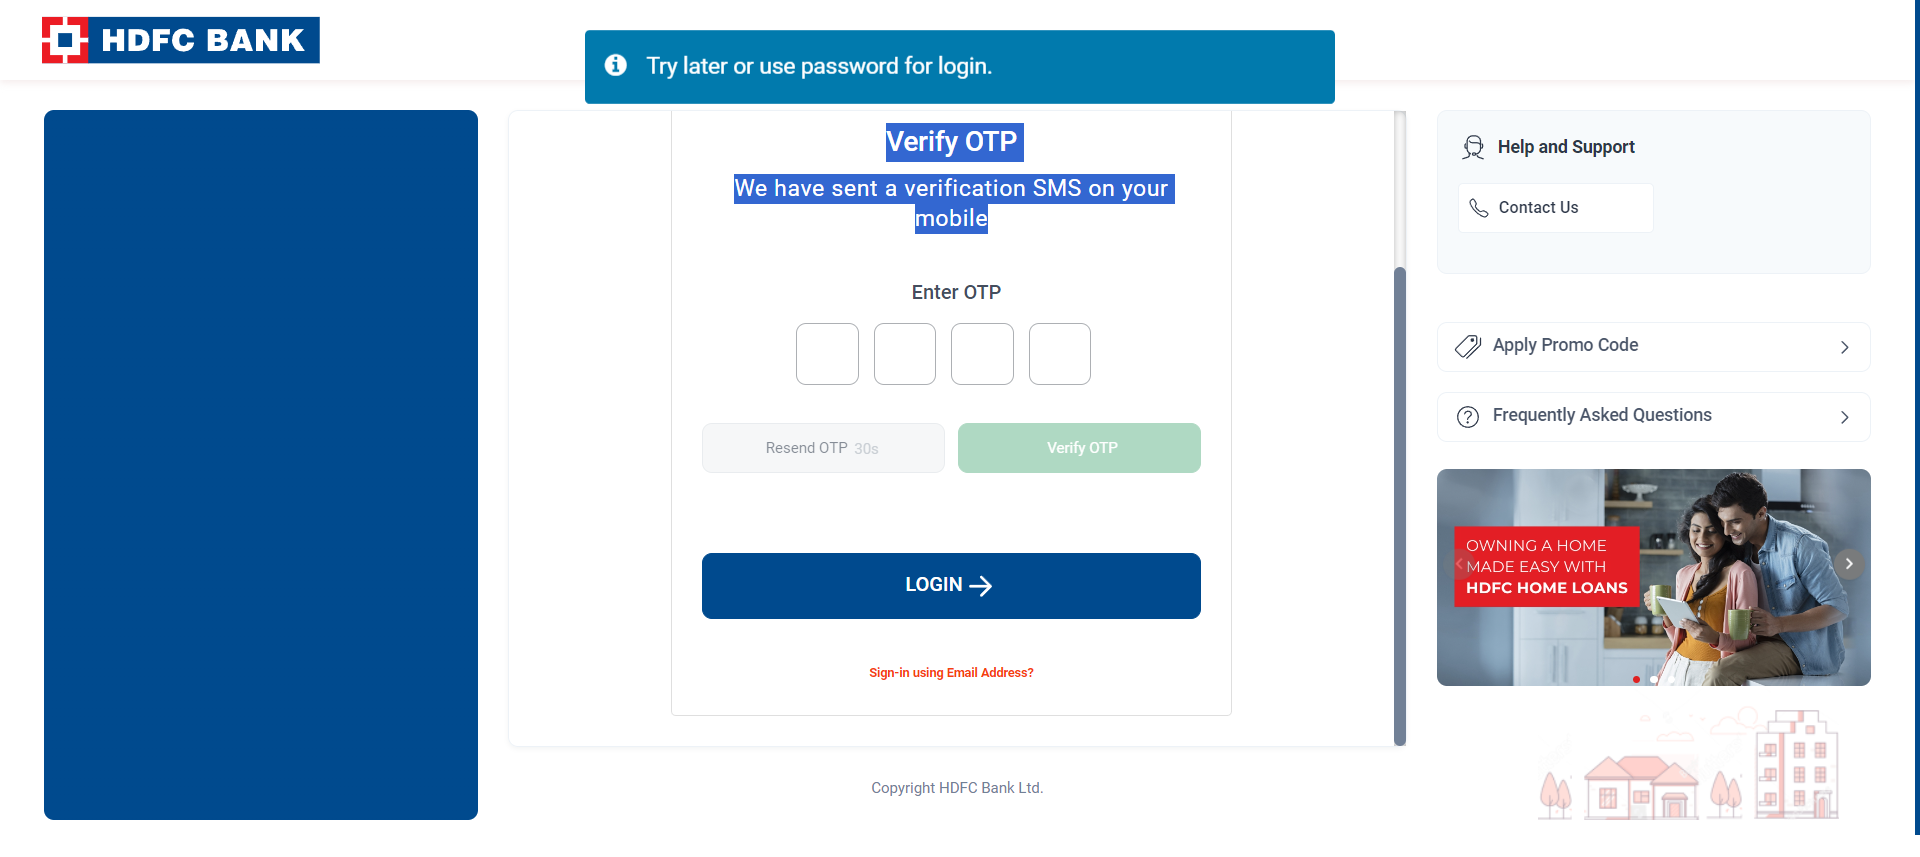 HDFC BANK
Try later or use password for login.
Verify OTP
We have sent a verification SMS on your
mobile
Enter OTP
Resend OTP 30s
Verify OTP
LOGIN
Sign-in using Email Address?
Copyright HDFC Bank Ltd.
Help and Support
Contact Us
Apply Promo Code
Frequently Asked Questions
OWNING A HOME
MADE EASY WITH
HDFC HOME LOANS